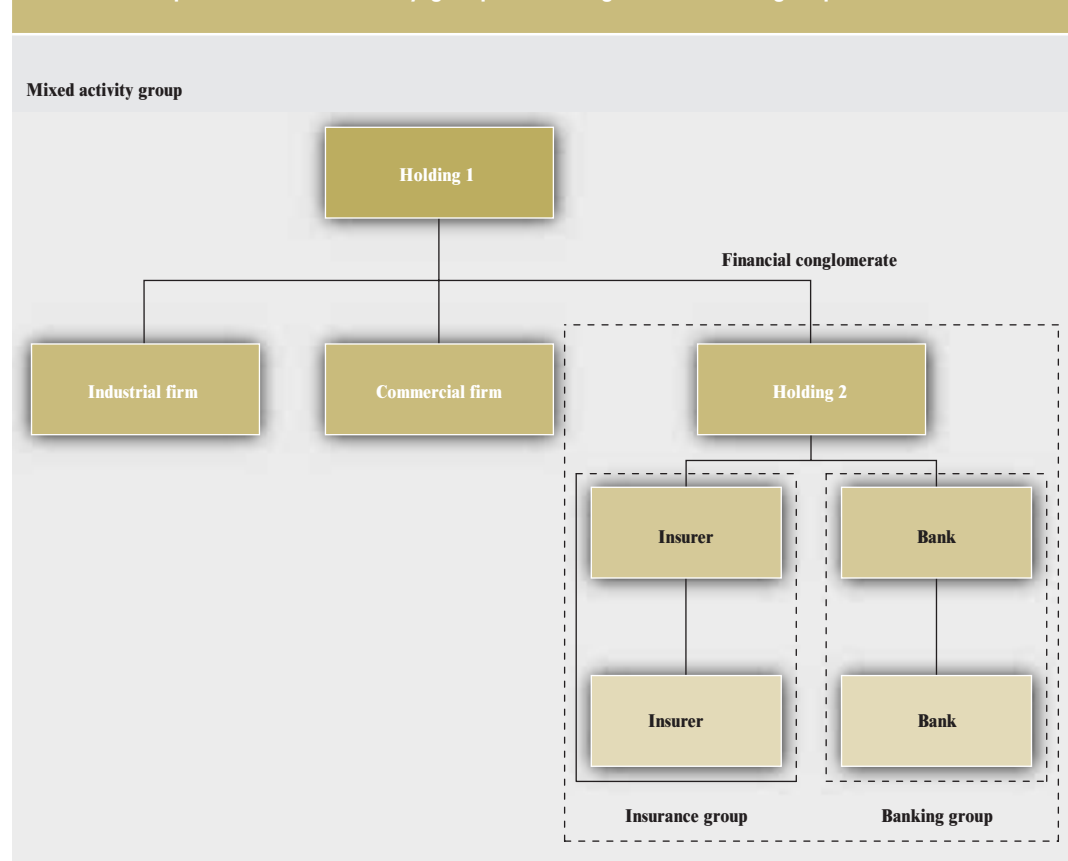 Mixed activity group
Holding 1
Financial conglomerate
Industrial firm
Commercial firm
Holding 2
Insurer
Bank
Insurer
Bank
Insurance group
Banking group